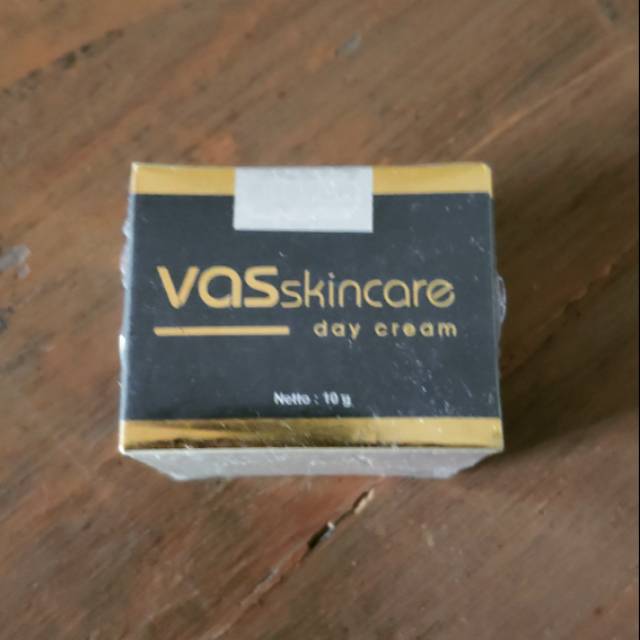 vasskincare
day cream
Netto : 10 g